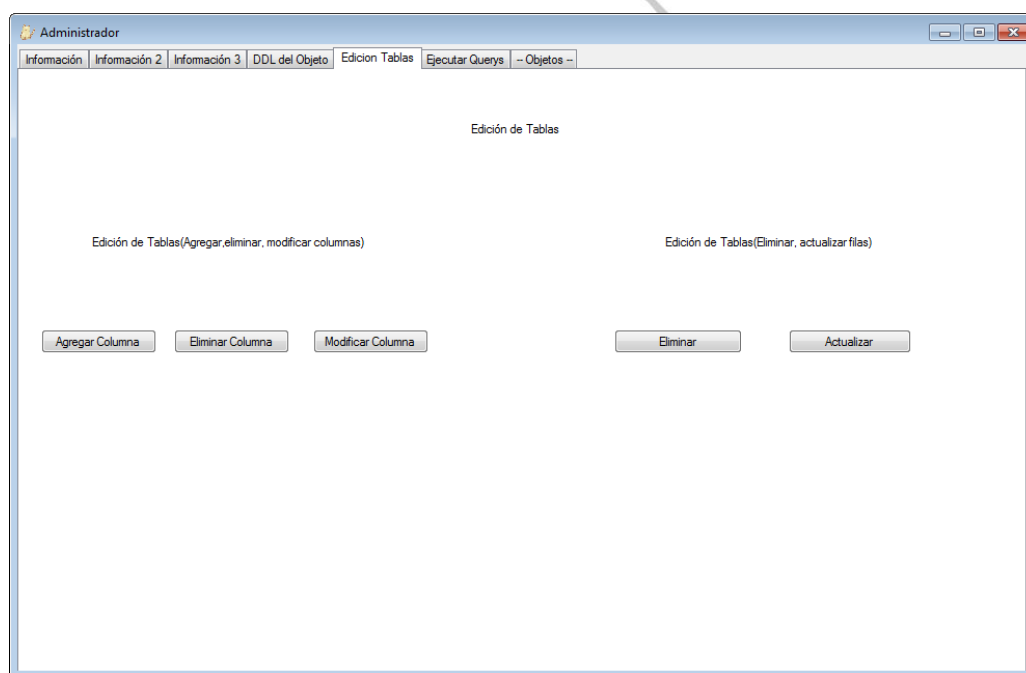 Administrador
Información Información 2 Información 3 DDL del Objeto Edicion Tablas Ejecutar Querys -- Objetos --
Edición de Tablas
Edición de Tablas(Agregar,eliminar, modificar columnas) Edición de Tablas(Eliminar, actualizar filas)
Agregar Columna Eliminar Columna Modificar Columna Eliminar Actualizar